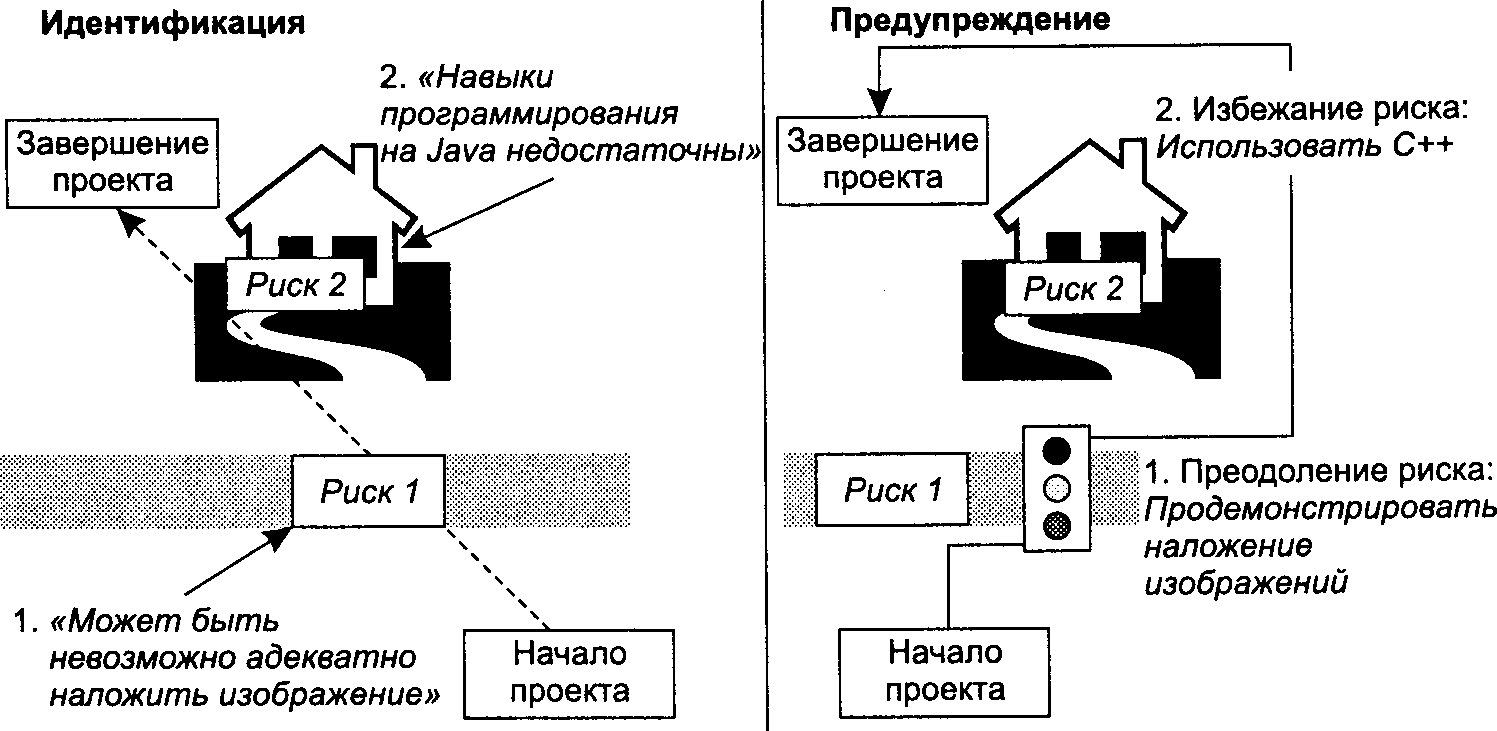 Идентификация
2. «Навыки
программирования
на Java недостаточны»
Завершение
проекта
Риск 2
Риск 1
1. «Может быть
невозможно адекватно
наложить изображение»
Начало
проекта
Предупреждение
2. Избежание риска:
Использовать C++
Завершение
проекта
Риск 2
Риск 1
1. Преодоление риска:
Продемонстрировать
наложение
изображений
Начало
проекта